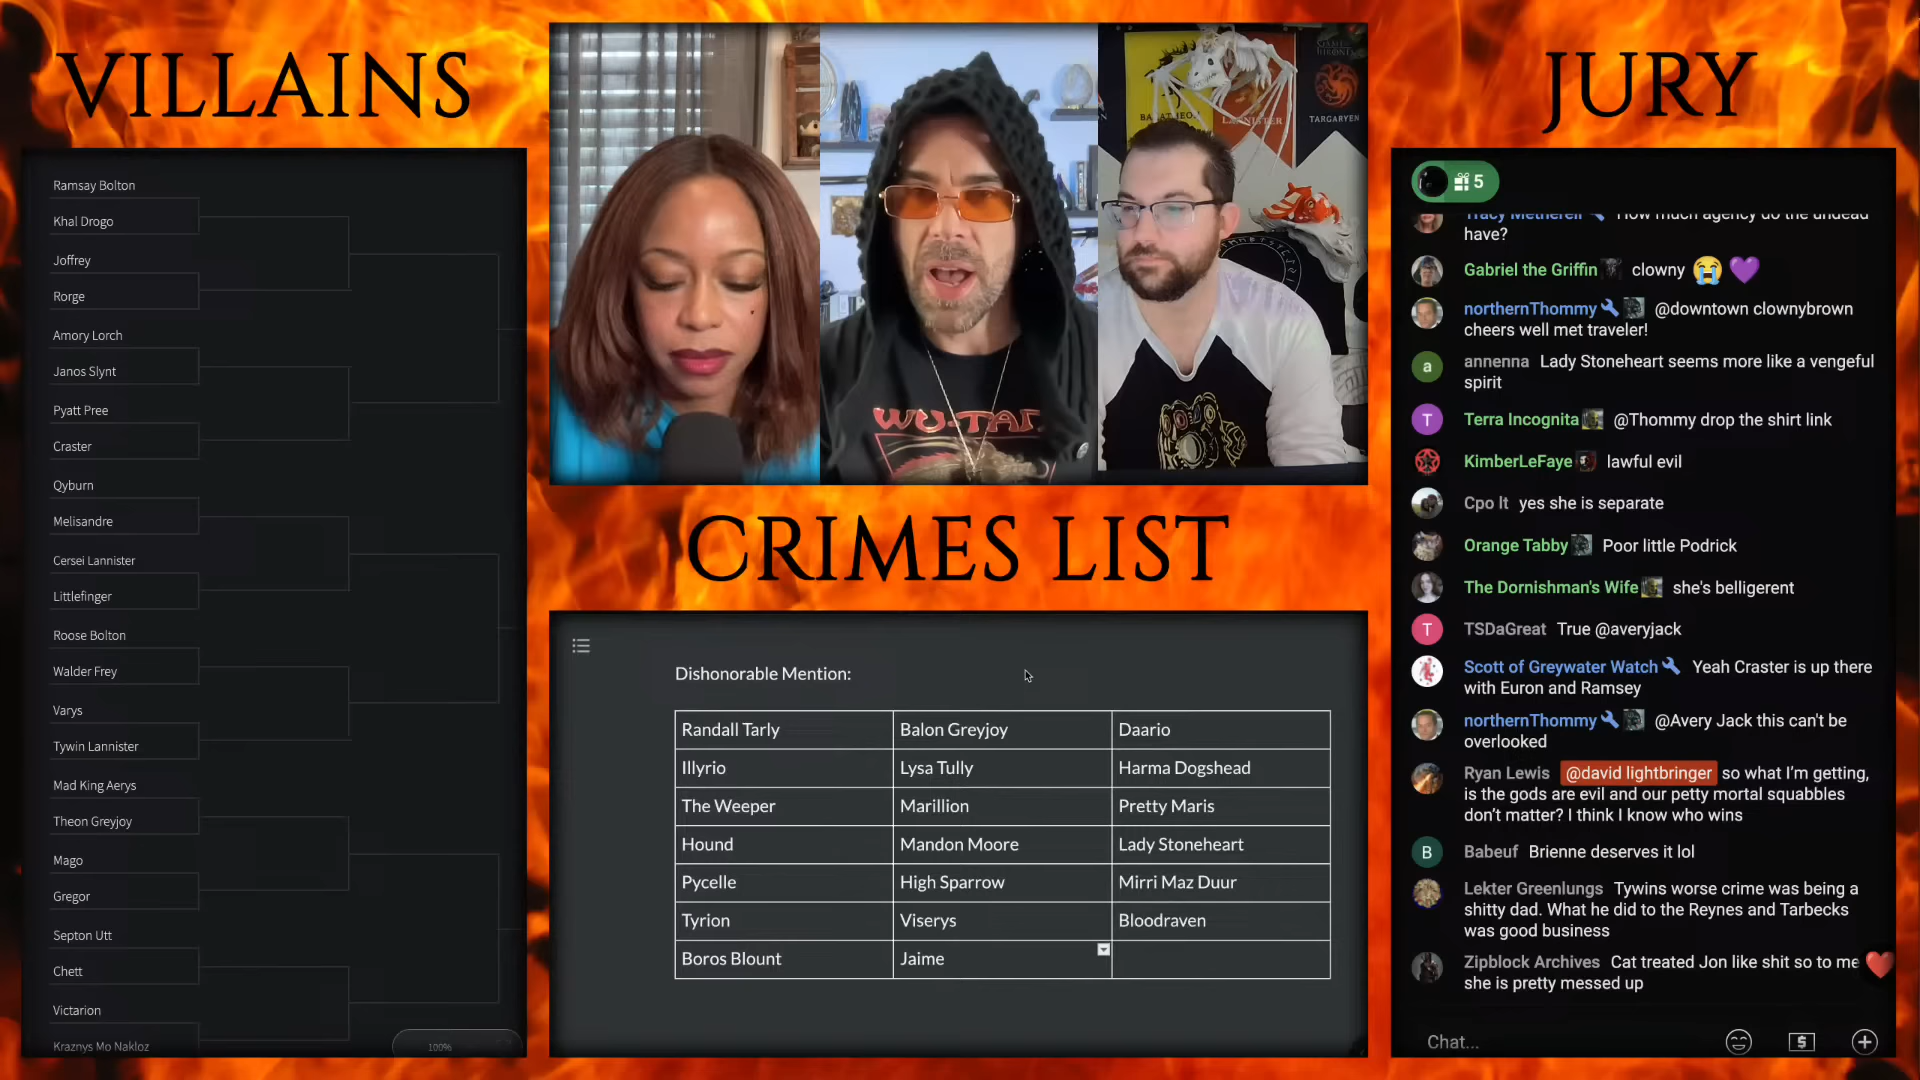 VILLAINS
Ramsay Bolton
Khal Drogo
Joffrey
Rorge
Amory Lorch
Janos Slynt
Pyatt Pree
Craster
Qyburn
Melisandre
Cersei Lannister
Littlefinger
Roose Bolton
Walder Frey
Varys
Tywin Lannister
Mad King Aerys
Theon Greyjoy
Mago
Gregor
Septon Utt
Chett
Victarion
Kraznys Mo Nakloz
100%
WU-TAN
TARGARYEN
CRIMES LIST
Dishonorable Mention:
Randall Tarly Balon Greyjoy Daario
Illyrio Lysa Tully Harma Dogshead
The Weeper Marillion Pretty Maris
Hound Mandon Moore Lady Stoneheart
Pycelle High Sparrow Mirri Maz Duur
Tyrion Viserys Bloodraven
Boros Blount Jaime
JURY
5
Tracy Metherell How much agency do the undead
have?
Gabriel the Griffin clowny 😭 💜
northernThommy @downtown clownybrown
cheers well met traveler!
a annenna Lady Stoneheart seems more like a vengeful
spirit
T Terra Incognita @Thommy drop the shirt link
KimberLeFaye lawful evil
Cpo It yes she is separate
Orange Tabby Poor little Podrick
The Dornishman's Wife she's belligerent
T TSDaGreat True @averyjack
Scott of Greywater Watch Yeah Craster is up there
with Euron and Ramsey
northernThommy @Avery Jack this can't be
overlooked
Ryan Lewis @david lightbringer so what I'm getting,
is the gods are evil and our petty mortal squabbles
don't matter? I think I know who wins
B Babeuf Brienne deserves it lol
Lekter Greenlungs Tywins worse crime was being a
shitty dad. What he did to the Reynes and Tarbecks
was good business
Zipblock Archives Cat treated Jon like shit so to me
she is pretty messed up
Chat...